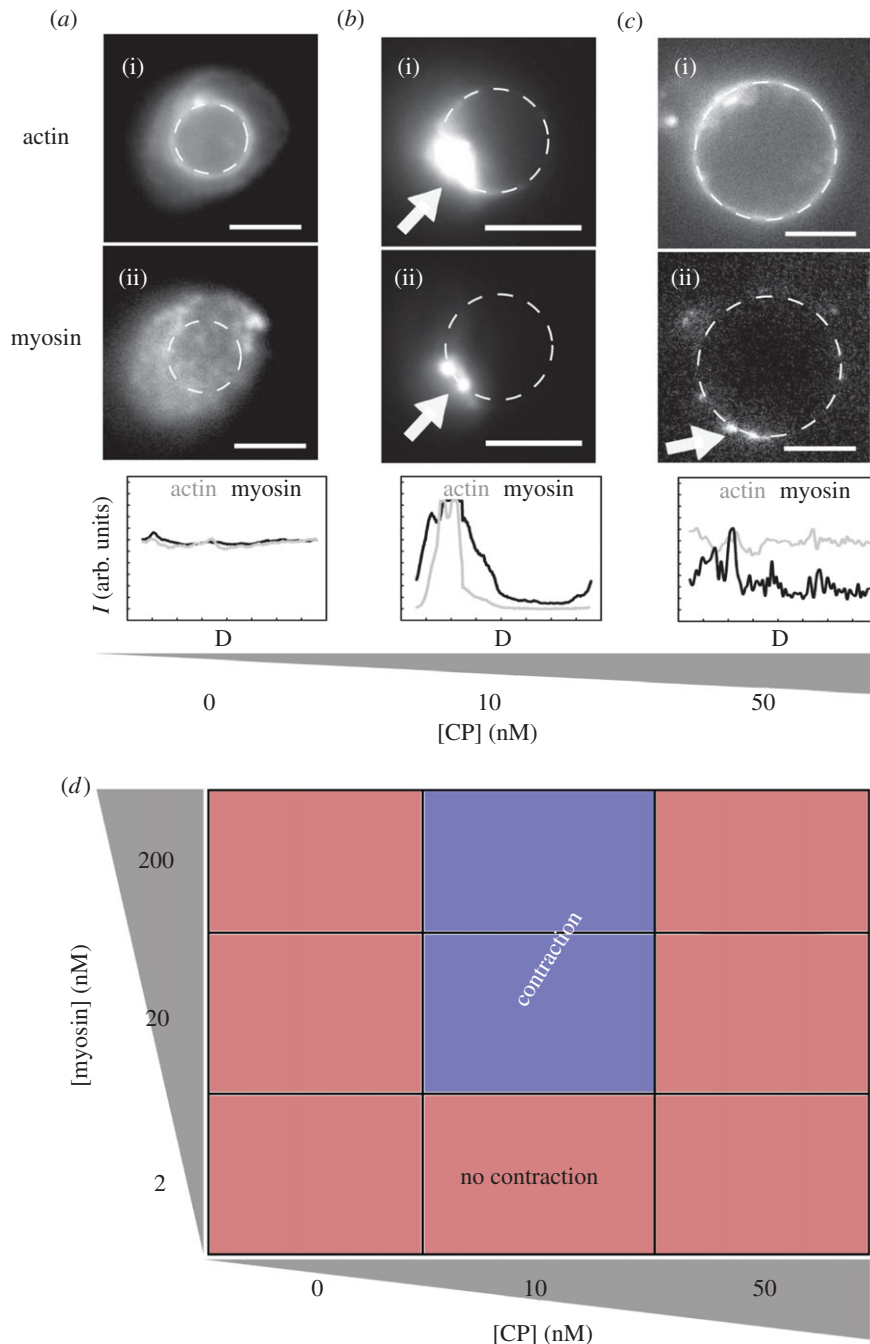 (a)
(b)
(c)
actin
(i)
(i)
(i)
myosin
(ii)
(ii)
(ii)
I (arb. units)
actin myosin
actin myosin
actin myosin
D
D
D
0
10
50
[CP] (nM)
(d)
[myosin] (nM)
200
20
2
contraction
no contraction
0
10
50
[CP] (nM)